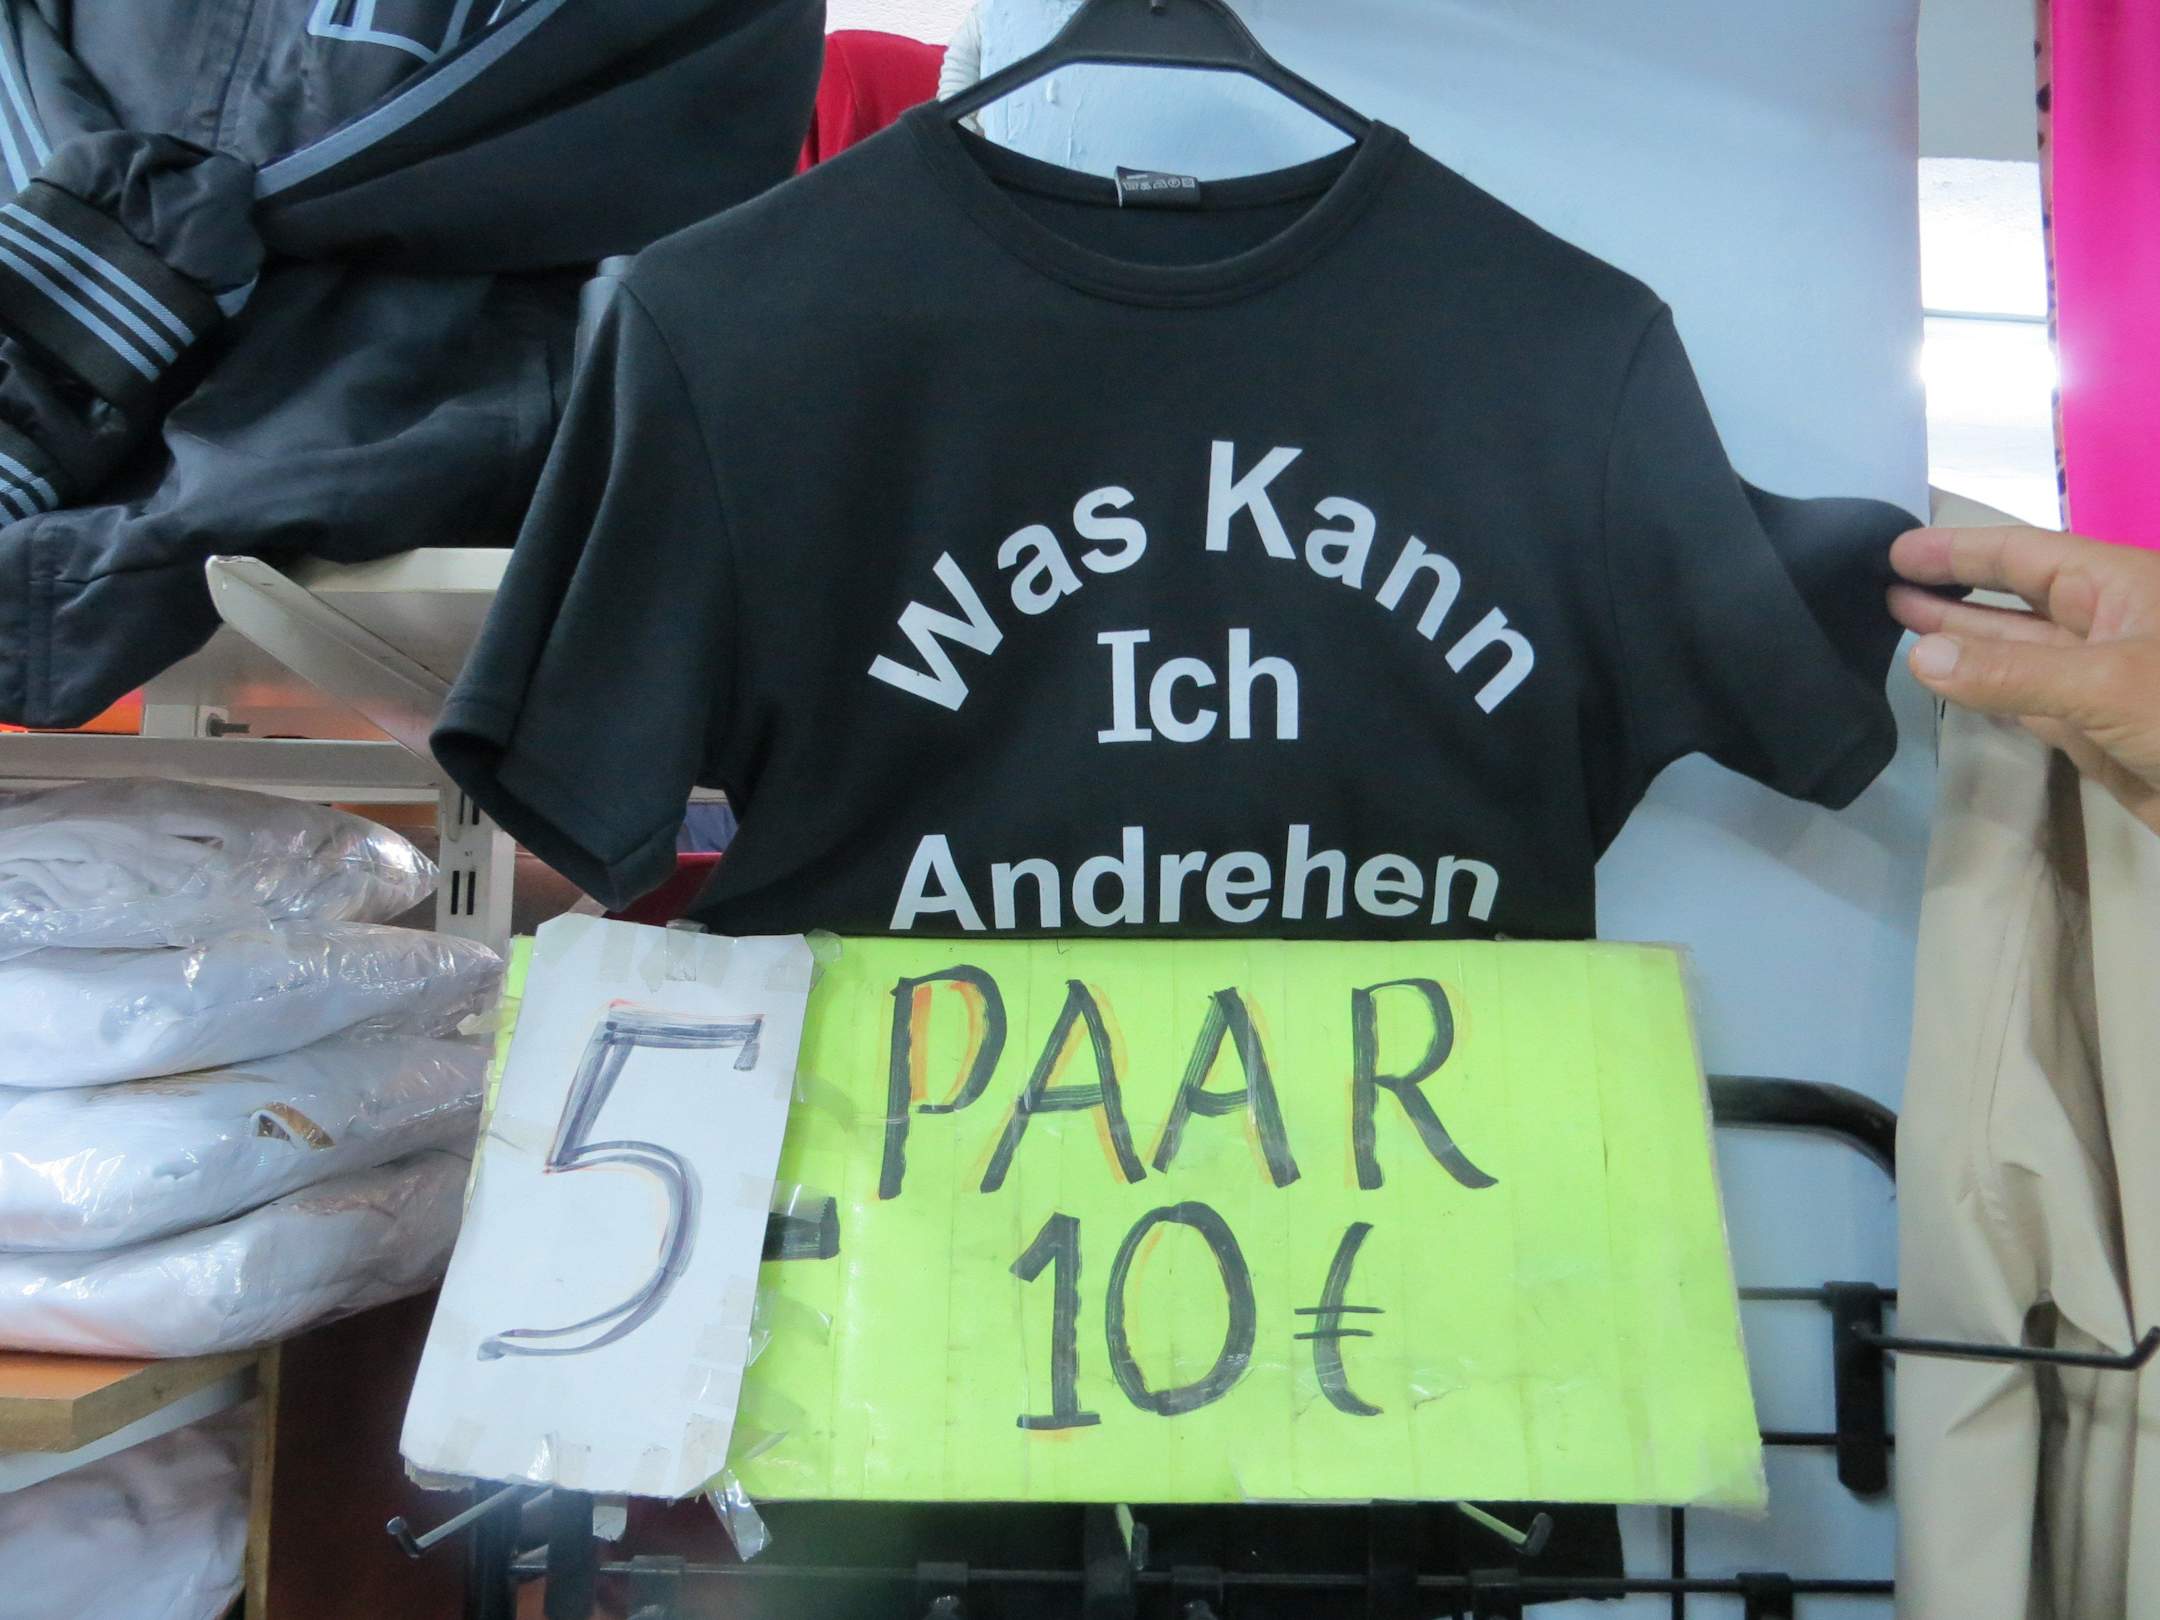 Was Kann
Ich
Andrehen
5 - PAAR
10 €